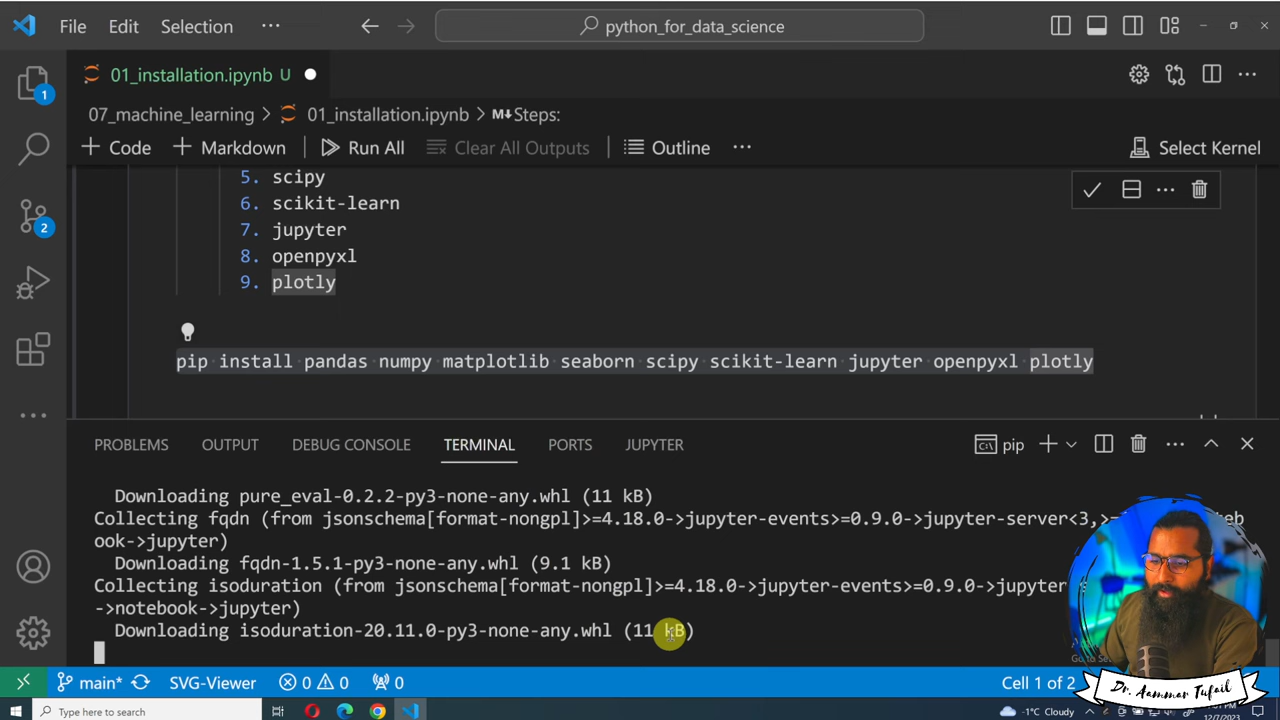 File Edit Selection ··· python_for_data_science
01_installation.ipynb U
07_machine_learning > 01_installation.ipynb > M↓Steps:
+ Code + Markdown Run All Clear All Outputs Outline ··· Select Kernel
5. scipy
6. scikit-learn
7. jupyter
8. openpyxl
9. plotly
pip install pandas numpy matplotlib seaborn scipy scikit-learn jupyter openpyxl plotly
PROBLEMS OUTPUT DEBUG CONSOLE TERMINAL PORTS JUPYTER pip
1
2
Downloading pure_eval-0.2.2-py3-none-any.whl (11 kB)
Collecting fqdn (from jsonschema[format-nongpl]>=4.18.0->jupyter-events>=0.9.0->jupyter-server<3,>=
book->jupyter)
Downloading fqdn-1.5.1-py3-none-any.whl (9.1 kB)
Collecting isoduration (from jsonschema[format-nongpl]>=4.18.0->jupyter-events>=0.9.0->jupyter
->notebook->jupyter)
Downloading isoduration-20.11.0-py3-none-any.whl (11 kB)
main* SVG-Viewer 0 0 0 Cell 1 of 2
Dr. Aammar Tufail
Type here to search -1°C Cloudy
12/7/2023